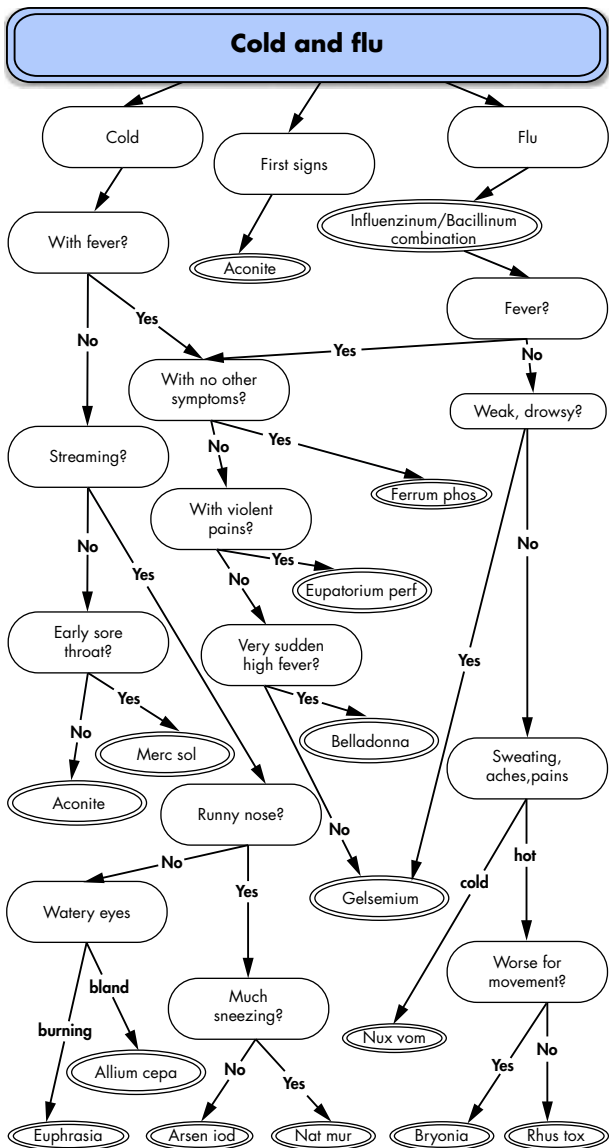 Cold and flu
Cold
First signs
Flu
With fever?
Aconite
Influenzinum/Bacillinum
combination
Fever?
Yes
No
Yes
No
With no other
symptoms?
Weak, drowsy?
Streaming?
No
Yes
Ferrum phos
With violent
pains?
No
Yes
No
Yes
No
Eupatorium perf
Early sore
throat?
Very sudden
high fever?
Yes
Yes
Yes
No
Merc sol
Belladonna
Sweating,
aches,pains
Aconite
Runny nose?
No
hot
No
Yes
cold
Gelsemium
Watery eyes
Worse for
movement?
bland
Much
sneezing?
burning
Nux vom
Allium cepa
No
Yes
Yes
No
Euphrasia
Arsen iod
Nat mur
Bryonia
Rhus tox